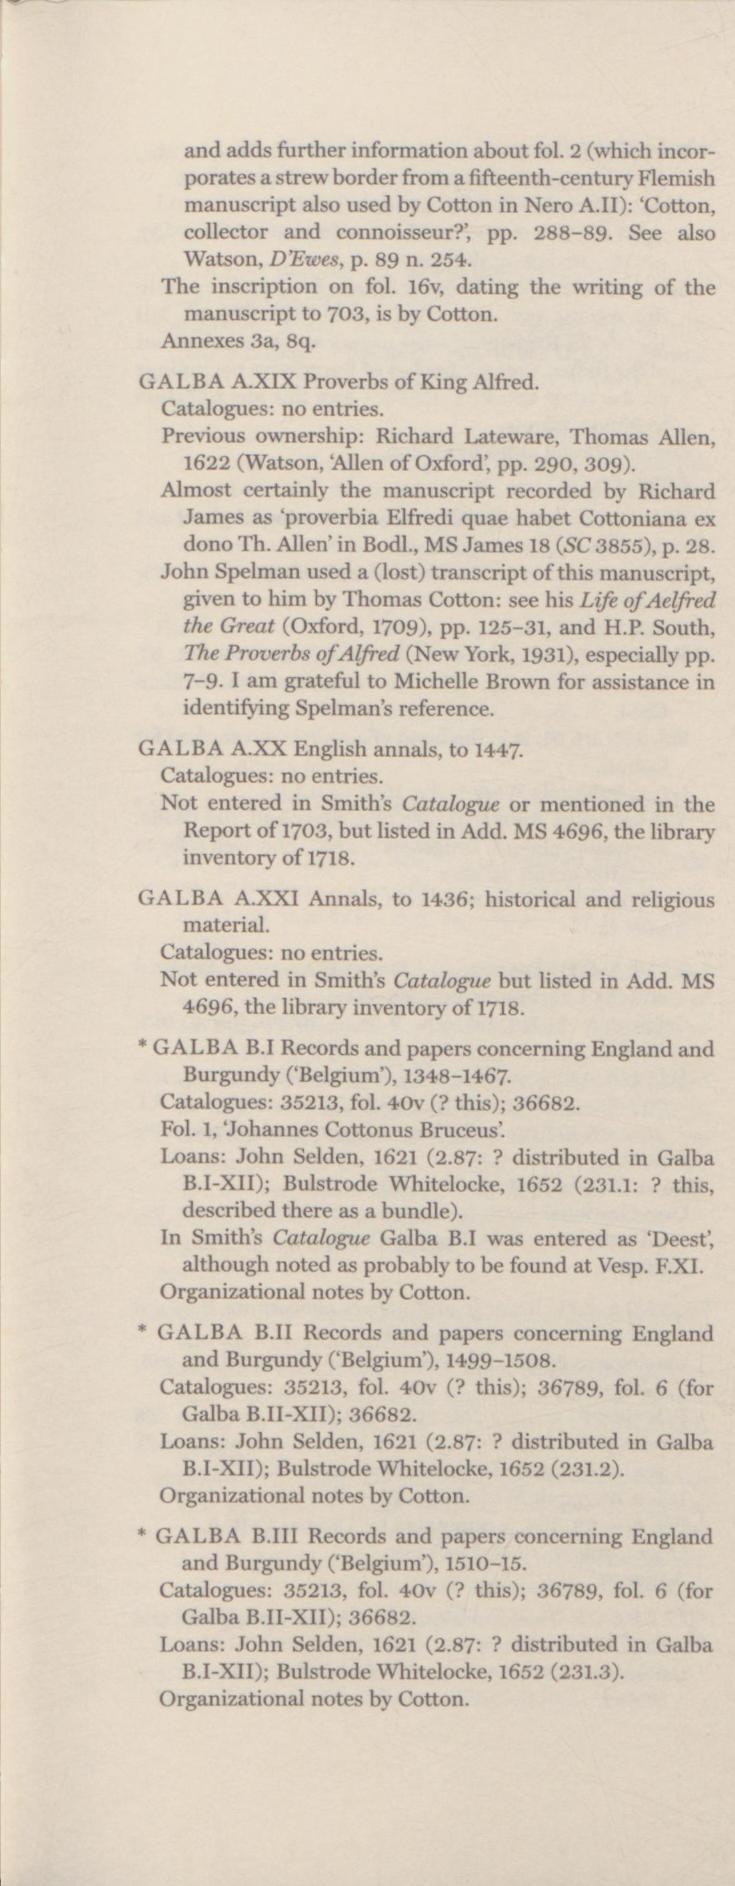 and adds further information about fol. 2 (which incor-
porates a strew border from a fifteenth-century Flemish
manuscript also used by Cotton in Nero A.II): ‘Cotton,
collector and connoisseur?’, pp. 288–89. See also
Watson, D’Ewes, p. 89 n. 254.
The inscription on fol. 16v, dating the writing of the
manuscript to 703, is by Cotton.
Annexes 3a, 8q.
GALBA A.XIX Proverbs of King Alfred.
Catalogues: no entries.
Previous ownership: Richard Lateware, Thomas Allen,
1622 (Watson, ‘Allen of Oxford’, pp. 290, 309).
Almost certainly the manuscript recorded by Richard
James as ‘proverbia Elfredi quae habet Cottoniana ex
dono Th. Allen’ in Bodl., MS James 18 (SC 3855), p. 28.
John Spelman used a (lost) transcript of this manuscript,
given to him by Thomas Cotton: see his Life of Aelfred
the Great (Oxford, 1709), pp. 125–31, and H.P. South,
The Proverbs of Alfred (New York, 1931), especially pp.
7–9. I am grateful to Michelle Brown for assistance in
identifying Spelman’s reference.
GALBA A.XX English annals, to 1447.
Catalogues: no entries.
Not entered in Smith’s Catalogue or mentioned in the
Report of 1703, but listed in Add. MS 4696, the library
inventory of 1718.
GALBA A.XXI Annals, to 1436; historical and religious
material.
Catalogues: no entries.
Not entered in Smith’s Catalogue but listed in Add. MS
4696, the library inventory of 1718.
* GALBA B.I Records and papers concerning England and
Burgundy (‘Belgium’), 1348–1467.
Catalogues: 35213, fol. 40v (? this); 36682.
Fol. 1, ‘Johannes Cottonus Bruceus’.
Loans: John Selden, 1621 (2.87: ? distributed in Galba
B.I-XII); Bulstrode Whitelocke, 1652 (231.1: ? this,
described there as a bundle).
In Smith’s Catalogue Galba B.I was entered as ‘Deest’,
although noted as probably to be found at Vesp. F.XI.
Organizational notes by Cotton.
* GALBA B.II Records and papers concerning England
and Burgundy (‘Belgium’), 1499–1508.
Catalogues: 35213, fol. 40v (? this); 36789, fol. 6 (for
Galba B.II-XII); 36682.
Loans: John Selden, 1621 (2.87: ? distributed in Galba
B.I-XII); Bulstrode Whitelocke, 1652 (231.2).
Organizational notes by Cotton.
* GALBA B.III Records and papers concerning England
and Burgundy (‘Belgium’), 1510–15.
Catalogues: 35213, fol. 40v (? this); 36789, fol. 6 (for
Galba B.II-XII); 36682.
Loans: John Selden, 1621 (2.87: ? distributed in Galba
B.I-XII); Bulstrode Whitelocke, 1652 (231.3).
Organizational notes by Cotton.